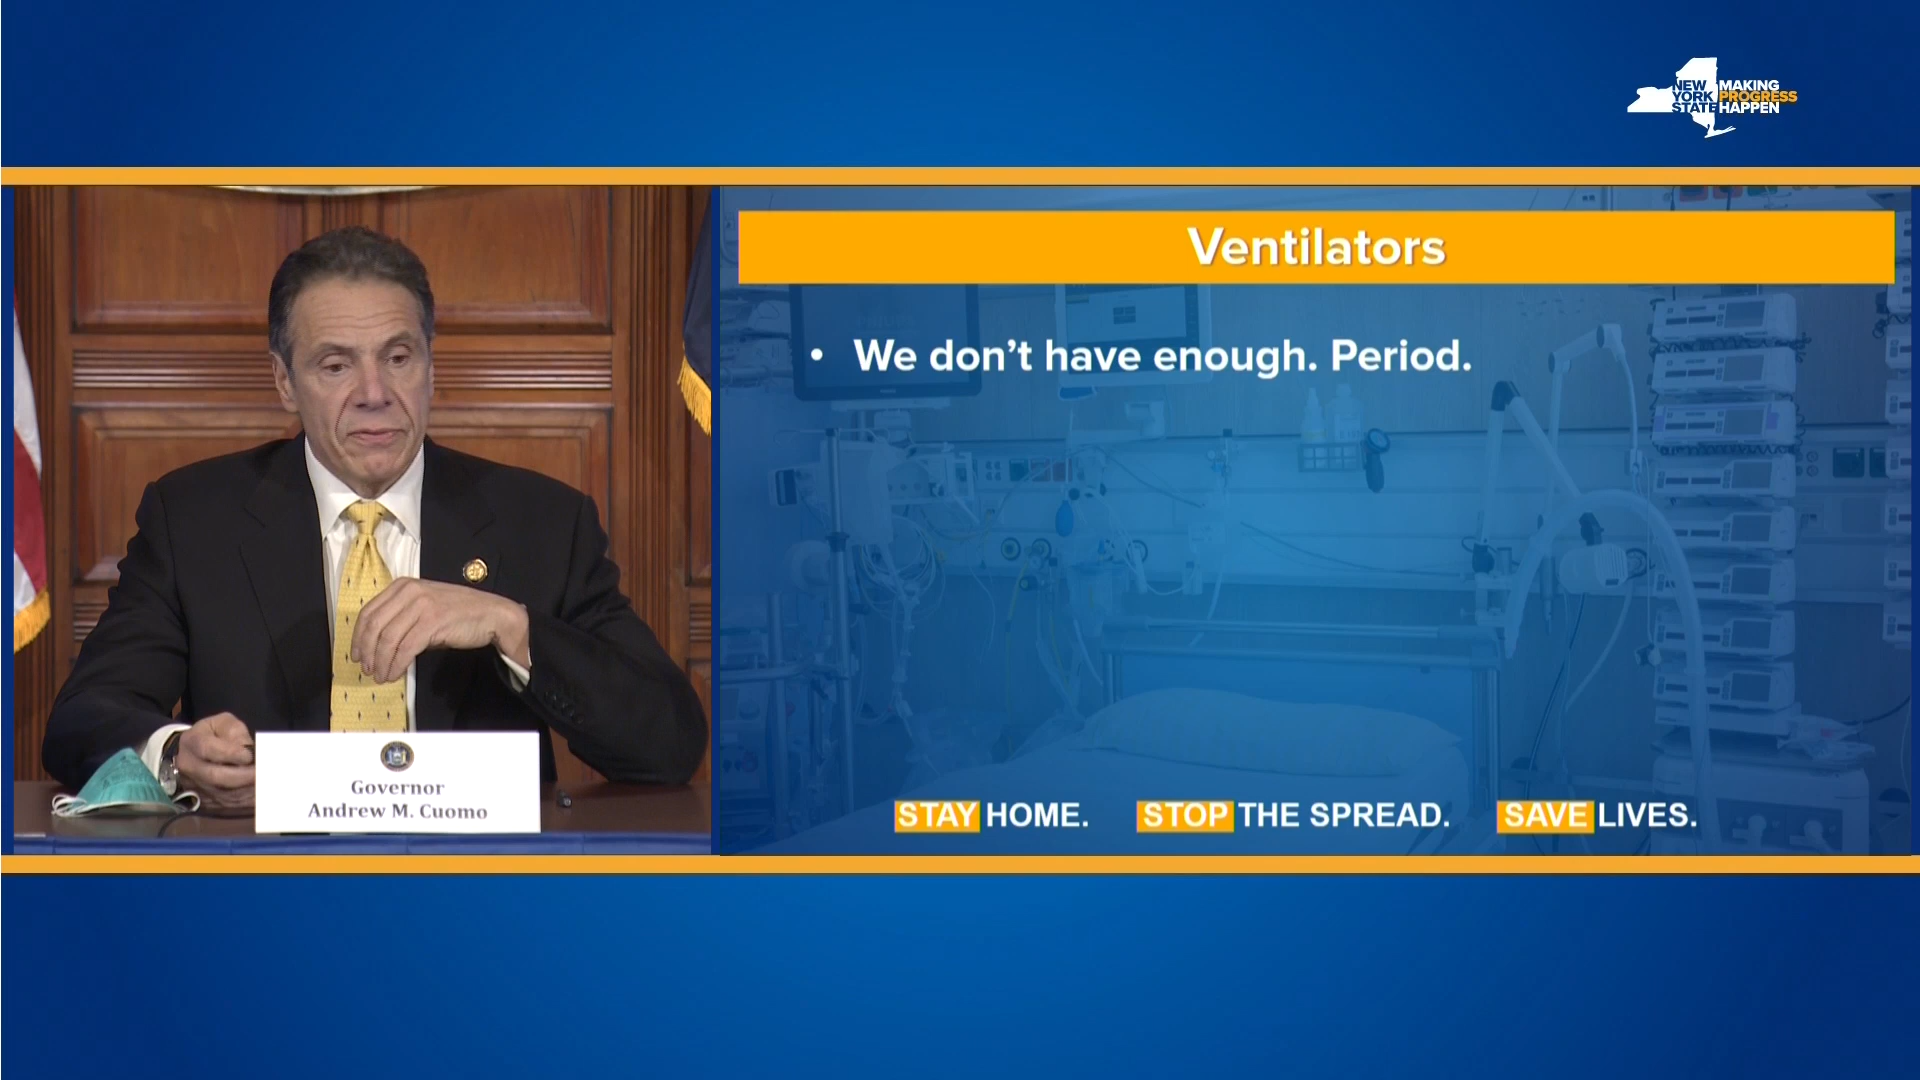 NEW YORK STATE
MAKING PROGRESS HAPPEN
Ventilators
• We don't have enough. Period.
Governor
Andrew M. Cuomo
STAY HOME. STOP THE SPREAD. SAVE LIVES.